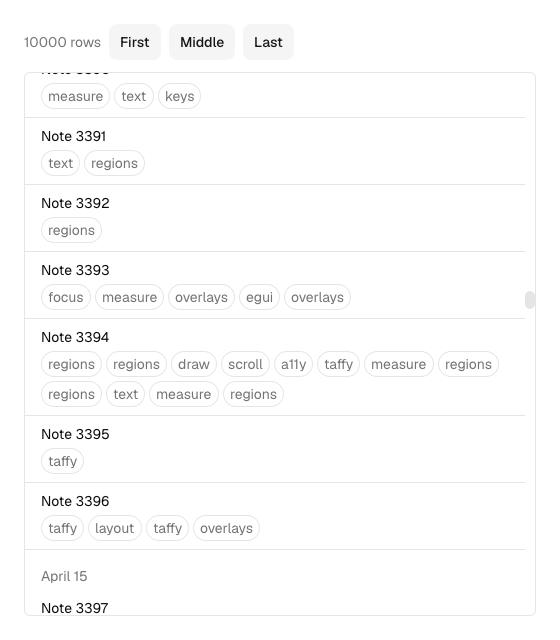 10000 rows First Middle Last
measure text keys
Note 3391
text regions
Note 3392
regions
Note 3393
focus measure overlays egui overlays
Note 3394
regions regions draw scroll a11y taffy measure regions
regions text measure regions
Note 3395
taffy
Note 3396
taffy layout taffy overlays
April 15
Note 3397